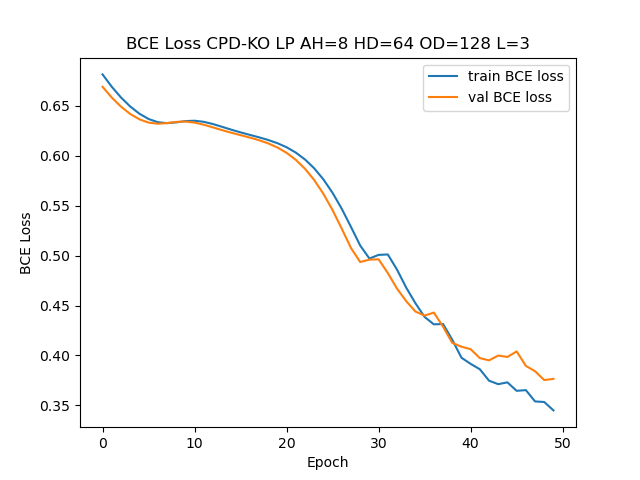 BCE Loss CPD-KO LP AH=8 HD=64 OD=128 L=3
train BCE loss
val BCE loss
BCE Loss
0.65
0.60
0.55
0.50
0.45
0.40
0.35
0 10 20 30 40 50
Epoch